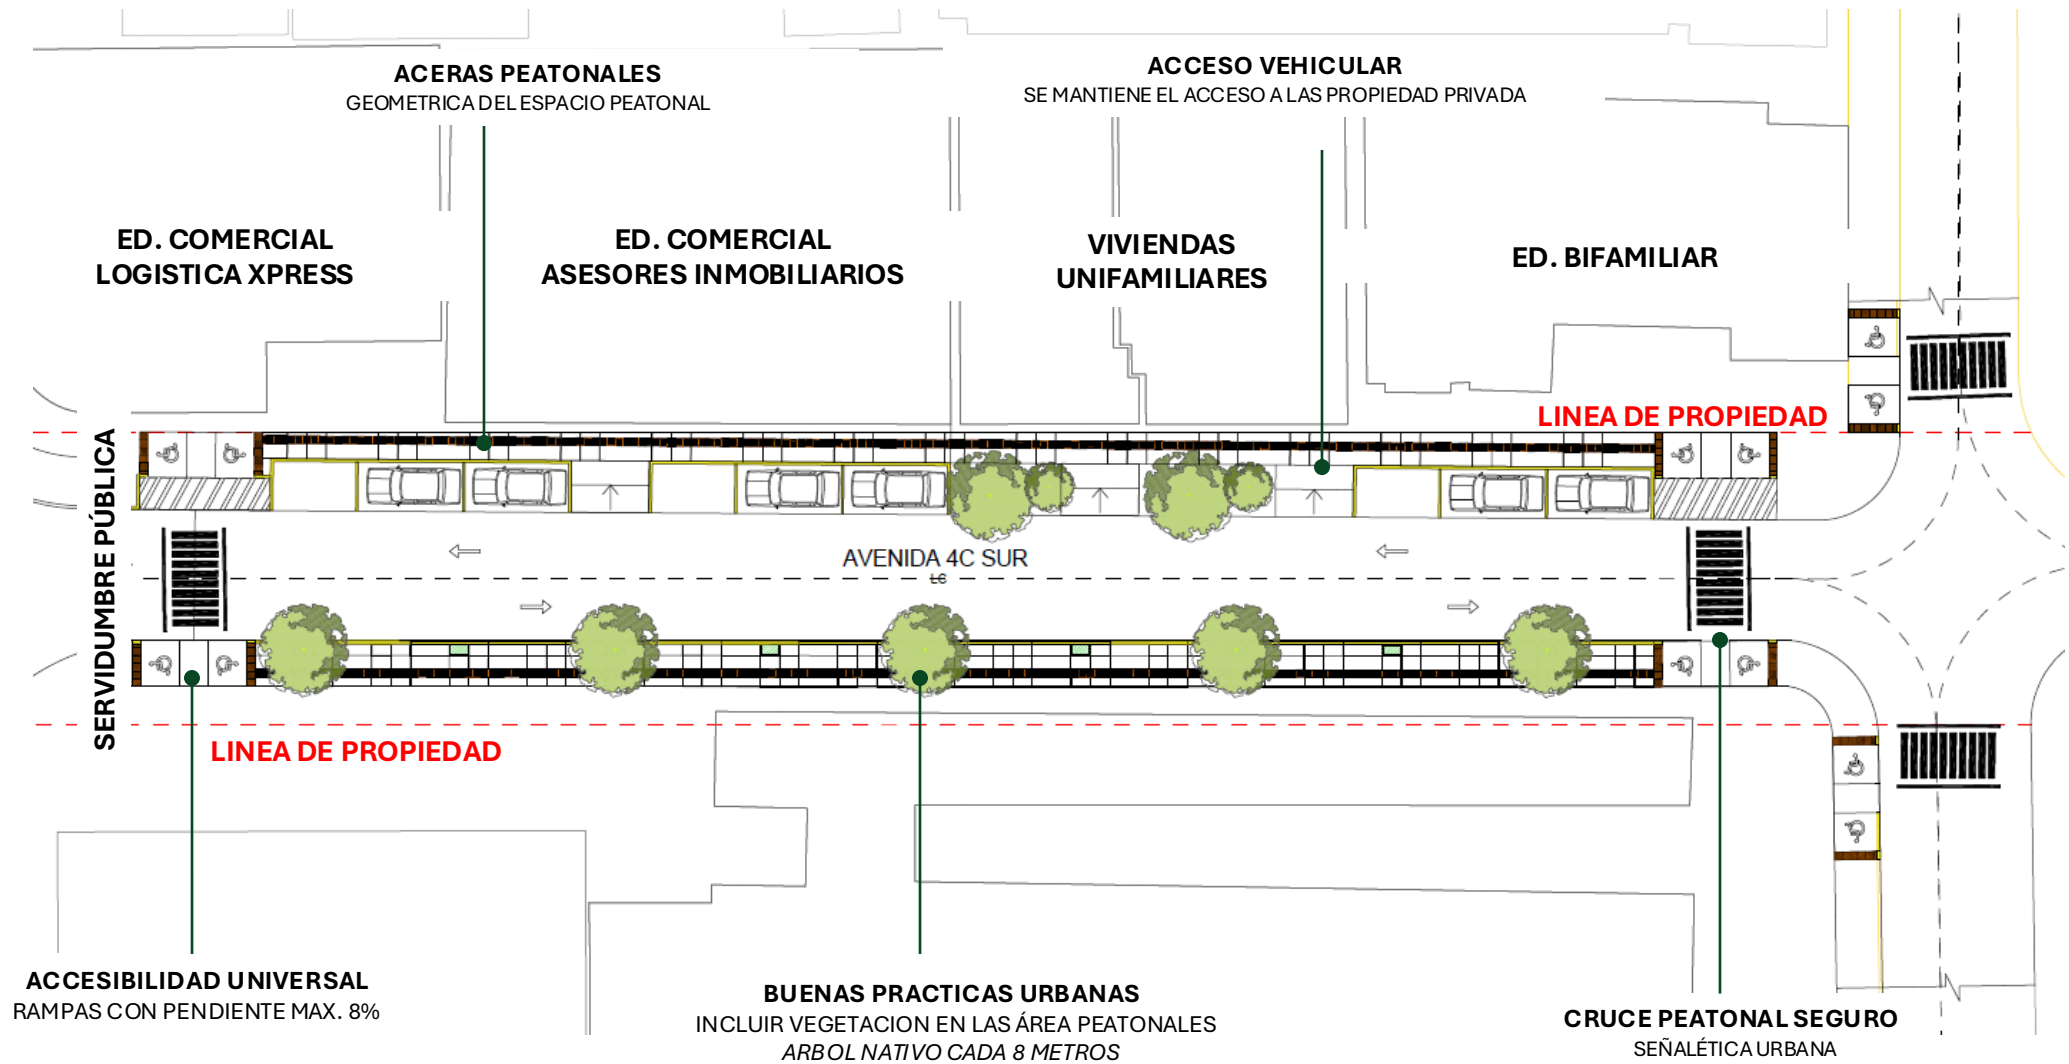 ACERAS PEATONALES
GEOMETRICA DEL ESPACIO PEATONAL
ACCESO VEHICULAR
SE MANTIENE EL ACCESO A LAS PROPIEDAD PRIVADA
ED. COMERCIAL
LOGISTICA XPRESS
ED. COMERCIAL
ASESORES INMOBILIARIOS
VIVIENDAS
UNIFAMILIARES
ED. BIFAMILIAR
LINEA DE PROPIEDAD
SERVIDUMBRE PÚBLICA
AVENIDA 4C SUR
LC
LINEA DE PROPIEDAD
ACCESIBILIDAD UNIVERSAL
RAMPAS CON PENDIENTE MAX. 8%
BUENAS PRACTICAS URBANAS
INCLUIR VEGETACION EN LAS ÁREA PEATONALES
ARBOL NATIVO CADA 8 METROS
CRUCE PEATONAL SEGURO
SEÑALÉTICA URBANA